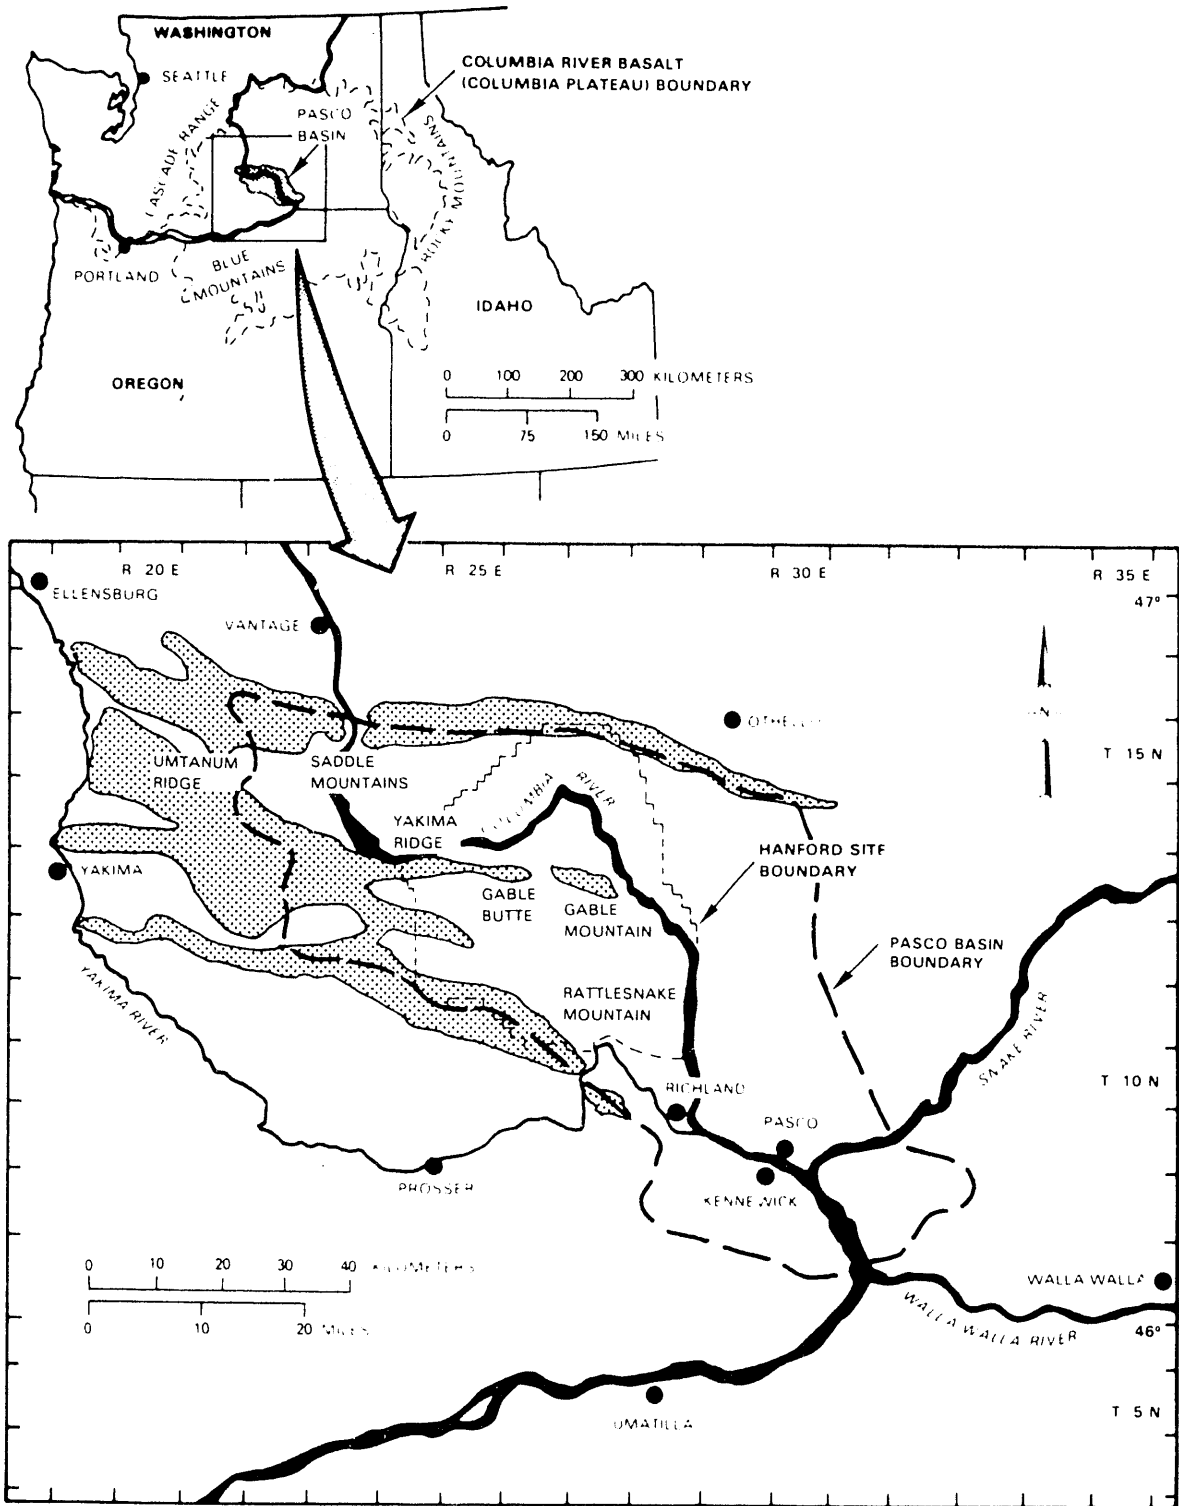 WASHINGTON
SEATTLE
COLUMBIA RIVER BASALT
(COLUMBIA PLATEAU) BOUNDARY
CASCADE RANGE
PASCO
BASIN
ROCKY MOUNTAINS
PORTLAND
BLUE
MOUNTAINS
IDAHO
OREGON
0 100 200 300 KILOMETERS
0 75 150 MILES
R 20 E
R 25 E
R 30 E
R 35 E
47°
ELLENSBURG
VANTAGE
N
OTHELLO
T 15 N
UMTANUM
RIDGE
SADDLE
MOUNTAINS
COLUMBIA RIVER
YAKIMA
RIDGE
HANFORD SITE
BOUNDARY
YAKIMA
GABLE
BUTTE
GABLE
MOUNTAIN
PASCO BASIN
BOUNDARY
YAKIMA RIVER
RATTLESNAKE
MOUNTAIN
SNAKE RIVER
T 10 N
RICHLAND
PASCO
PROSSER
KENNEWICK
0 10 20 30 40 KILOMETERS
0 10 20 MILES
WALLA WALLA
WALLA WALLA RIVER
46°
T 5 N
UMATILLA